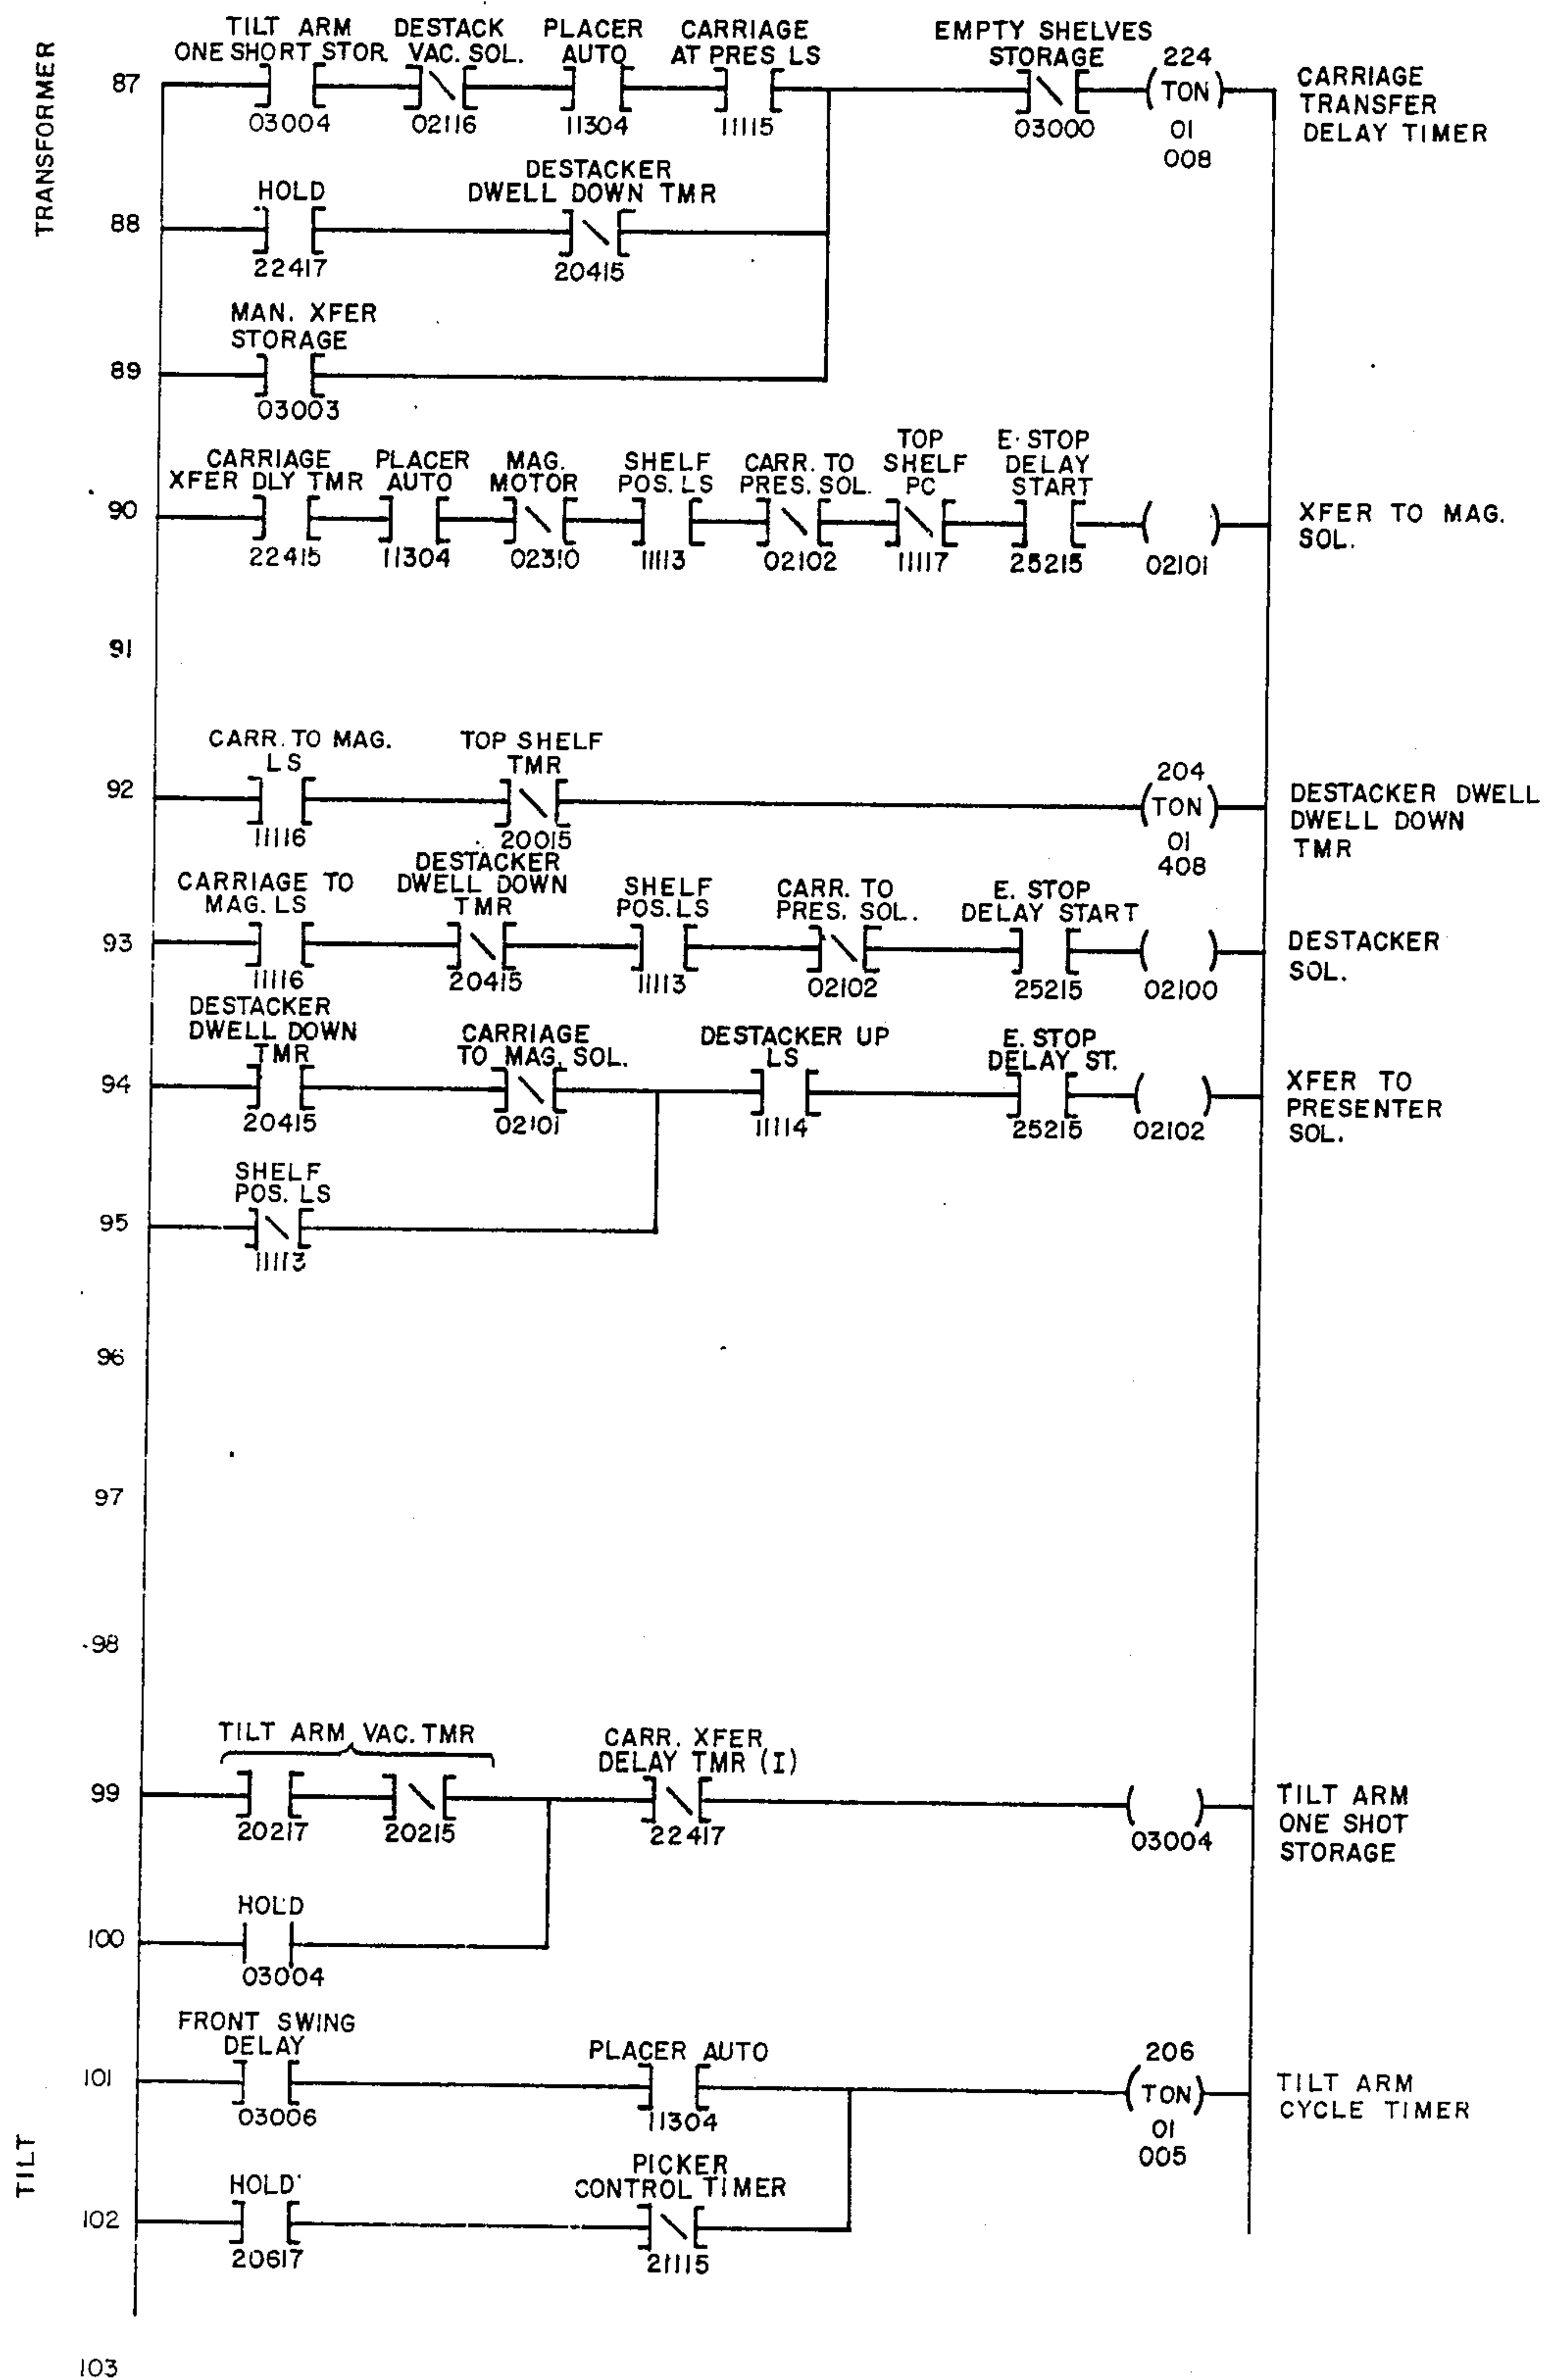 TRANSFORMER
TILT ARM
ONE SHORT STOR.
DESTACK
VAC. SOL.
PLACER
AUTO
CARRIAGE
AT PRES LS
EMPTY SHELVES
STORAGE
224
87
TON
03004
02116
11304
11115
03000
01
008
CARRIAGE
TRANSFER
DELAY TIMER
HOLD
DESTACKER
DWELL DOWN TMR
88
22417
20415
MAN. XFER
STORAGE
89
03003
CARRIAGE
XFER DLY TMR
PLACER
AUTO
MAG.
MOTOR
SHELF
POS. LS
CARR. TO
PRES. SOL.
TOP
SHELF
PC
E. STOP
DELAY
START
90
22415
11304
02310
11113
02102
11117
25215
02101
XFER TO MAG.
SOL.
91
CARR. TO MAG.
LS
TOP SHELF
TMR
204
92
TON
11116
20015
01
408
DESTACKER DWELL
DWELL DOWN
TMR
CARRIAGE TO
MAG. LS
DESTACKER
DWELL DOWN
TMR
SHELF
POS. LS
CARR. TO
PRES. SOL.
E. STOP
DELAY START
93
11116
20415
11113
02102
25215
02100
DESTACKER
SOL.
DESTACKER
DWELL DOWN
TMR
CARRIAGE
TO MAG. SOL.
DESTACKER UP
LS
E. STOP
DELAY ST.
94
20415
02101
11114
25215
02102
XFER TO
PRESENTER
SOL.
SHELF
POS. LS
95
11113
96
97
98
TILT ARM VAC. TMR
CARR. XFER
DELAY TMR (I)
99
20217
20215
22417
03004
TILT ARM
ONE SHOT
STORAGE
HOLD
100
03004
FRONT SWING
DELAY
PLACER AUTO
206
101
TON
03006
11304
01
005
TILT ARM
CYCLE TIMER
TILT
HOLD
PICKER
CONTROL TIMER
102
20617
21115
103